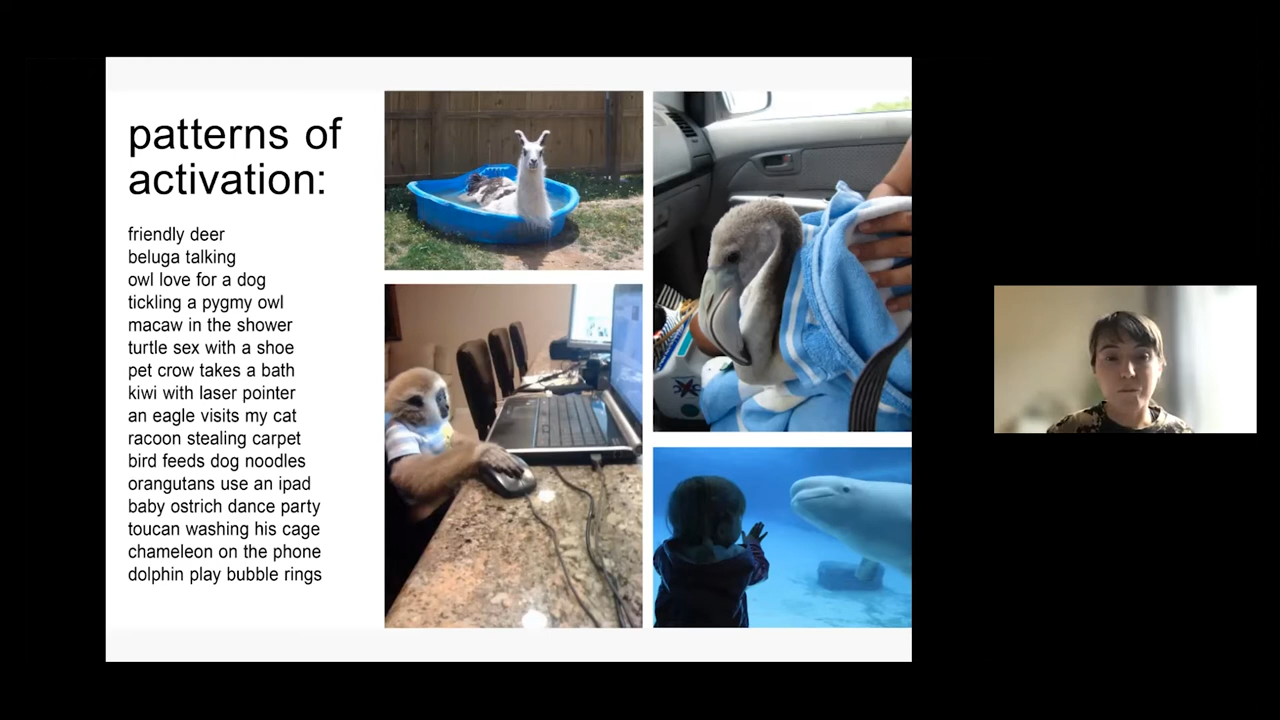 patterns of
activation:
friendly deer
beluga talking
owl love for a dog
tickling a pygmy owl
macaw in the shower
turtle sex with a shoe
pet crow takes a bath
kiwi with laser pointer
an eagle visits my cat
racoon stealing carpet
bird feeds dog noodles
orangutans use an ipad
baby ostrich dance party
toucan washing his cage
chameleon on the phone
dolphin play bubble rings